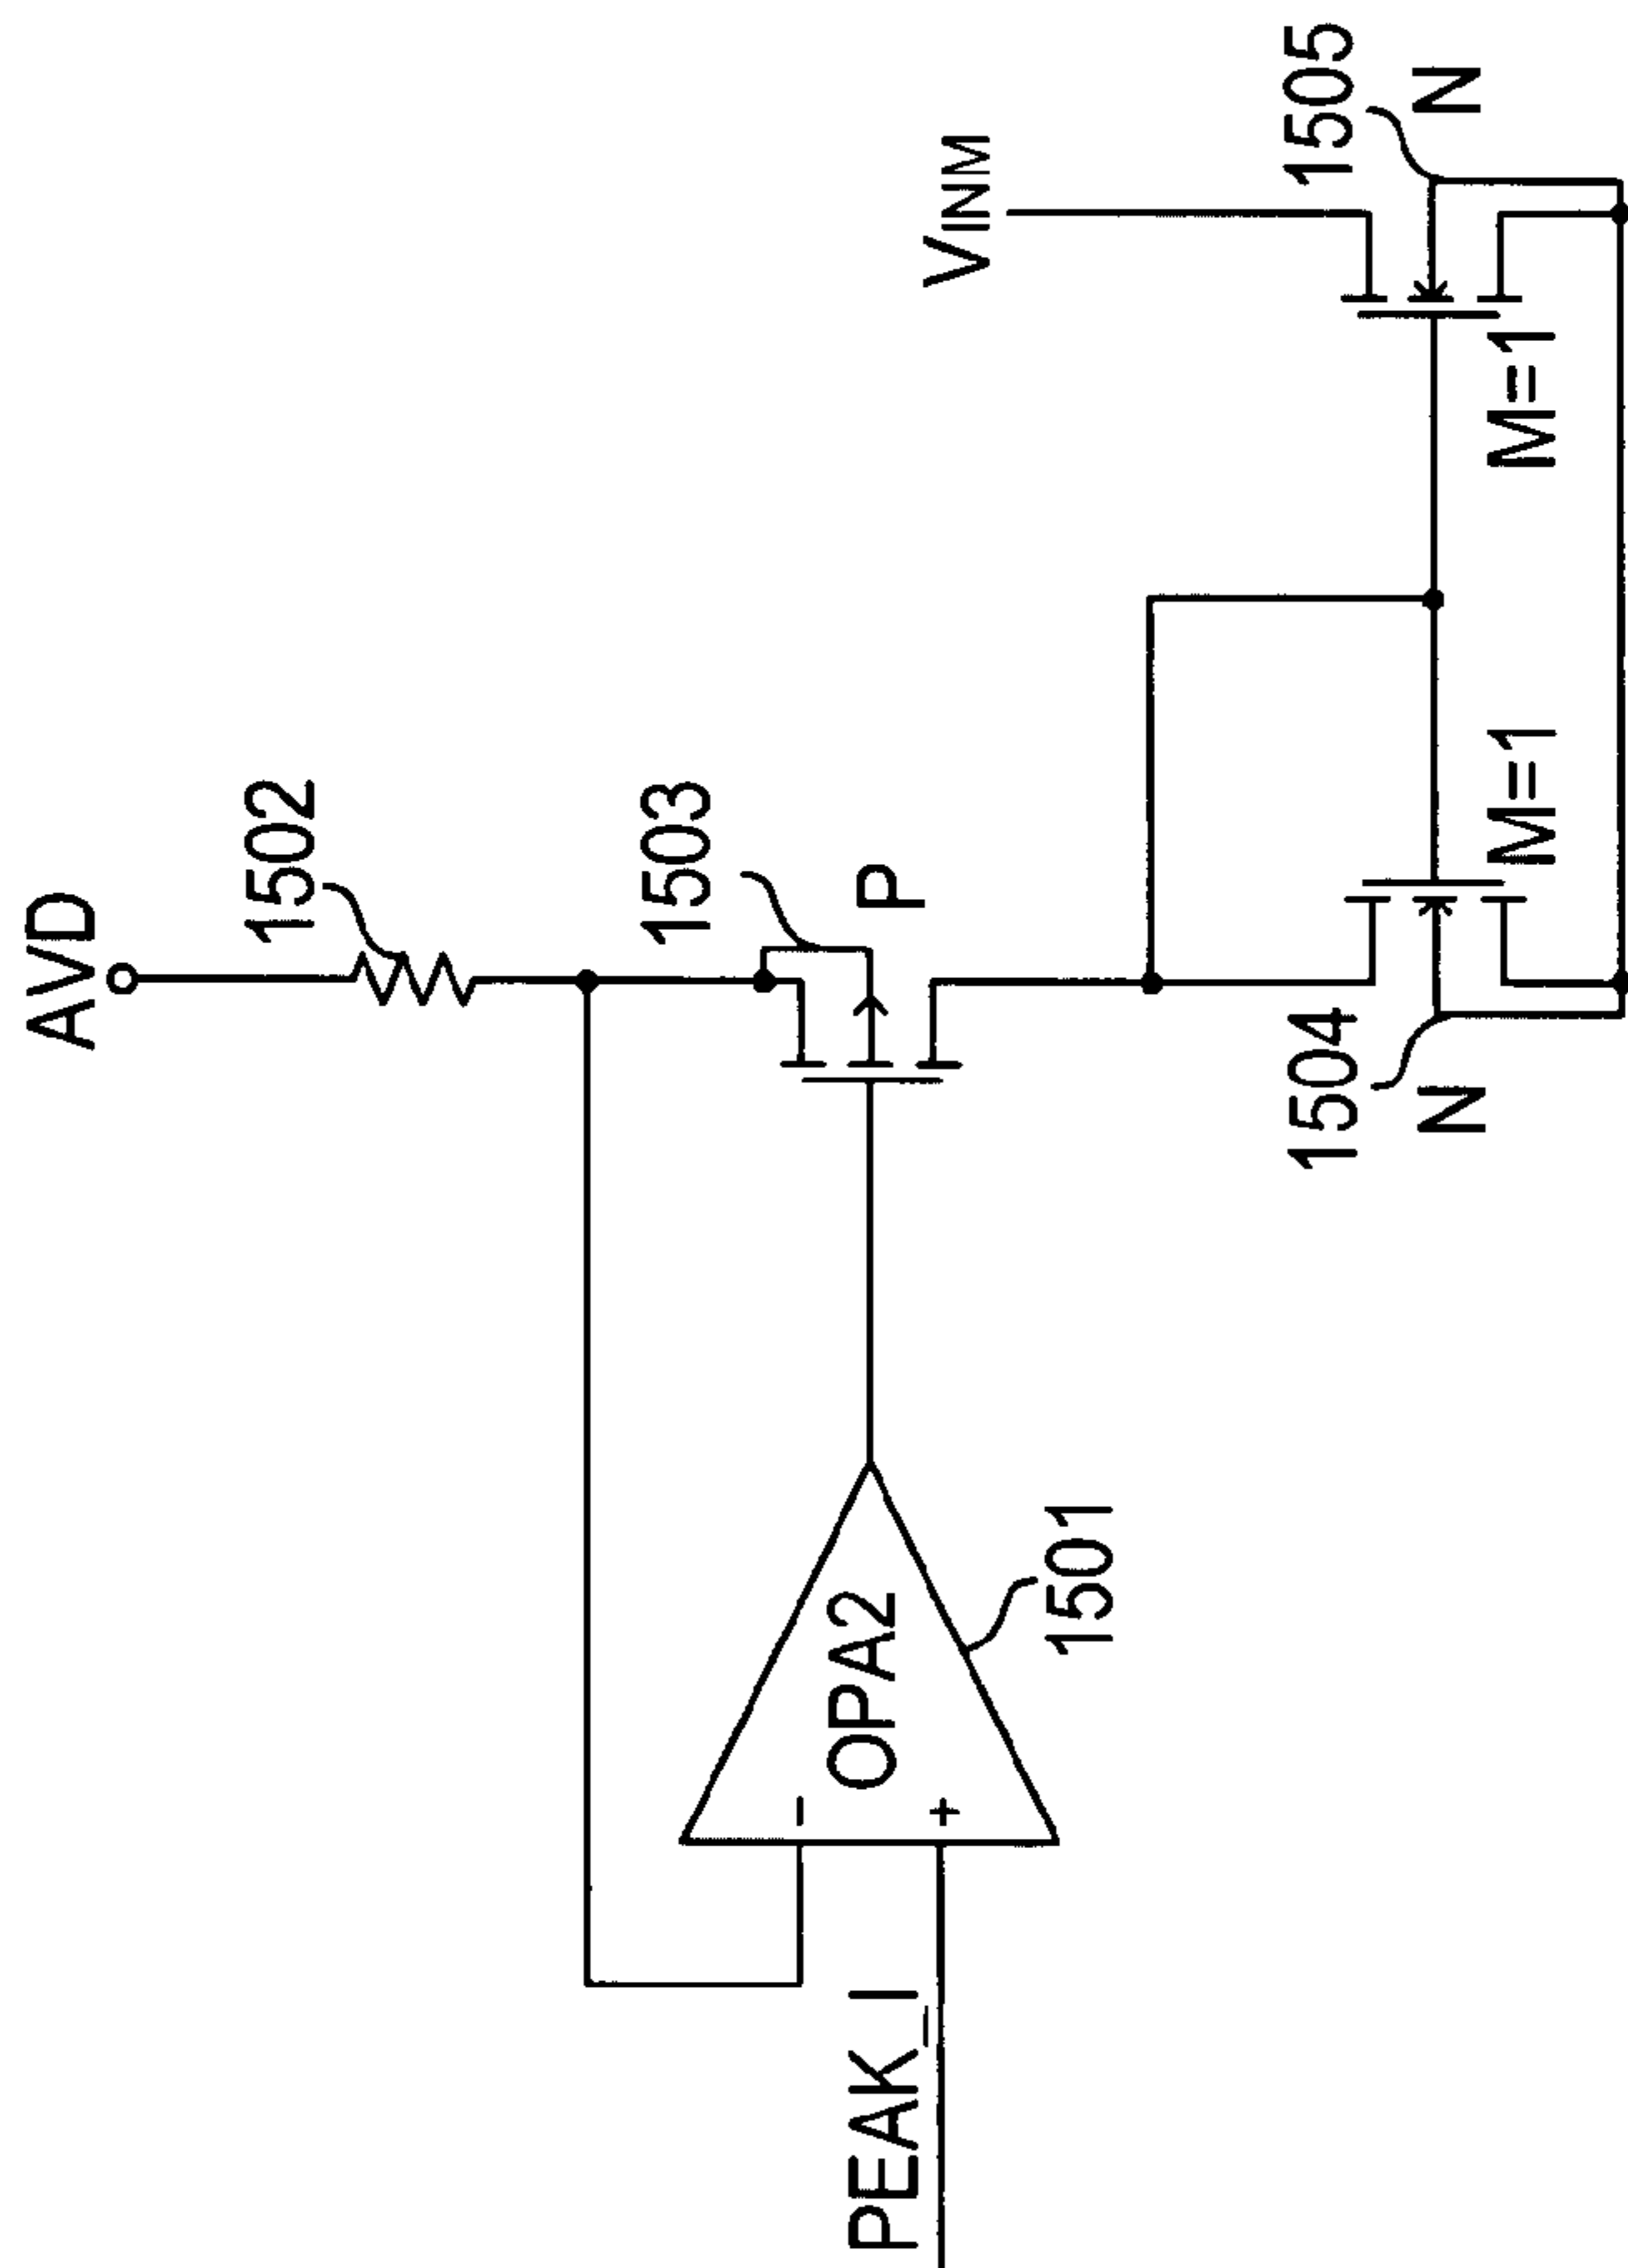 AVD
1502
1503
P
OPA2
-
+
1501
PEAK_I
VINM
1504
N
M=1
1505
N
M=1